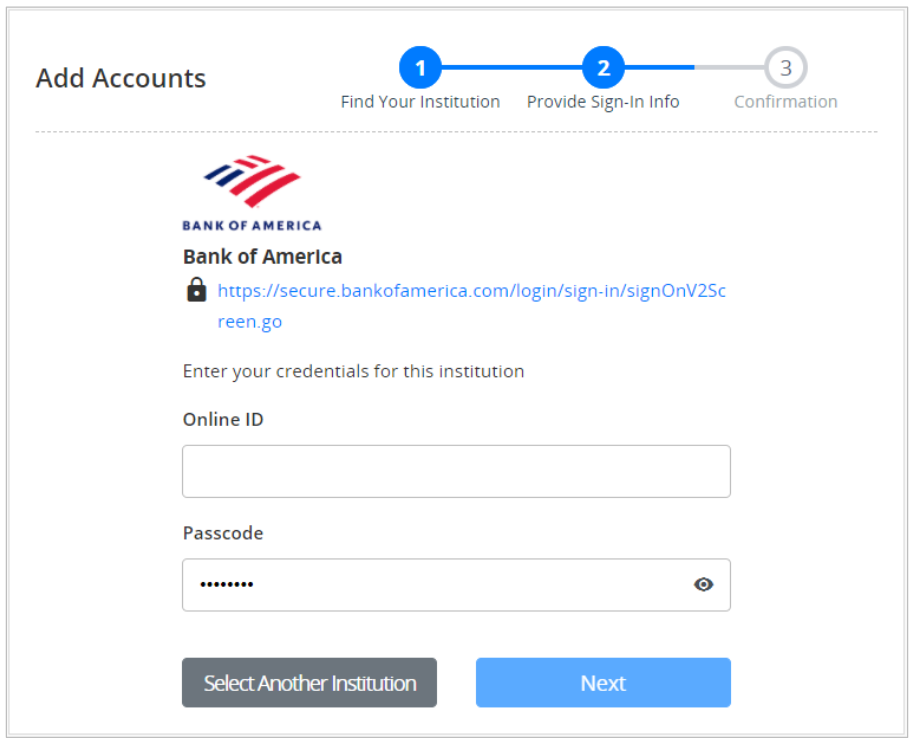 Add Accounts
1
2
3
Find Your Institution
Provide Sign-In Info
Confirmation
BANK OF AMERICA
Bank of America
https://secure.bankofamerica.com/login/sign-in/signOnV2Sc
reen.go
Enter your credentials for this institution
Online ID
Passcode
••••••••
Select Another Institution
Next